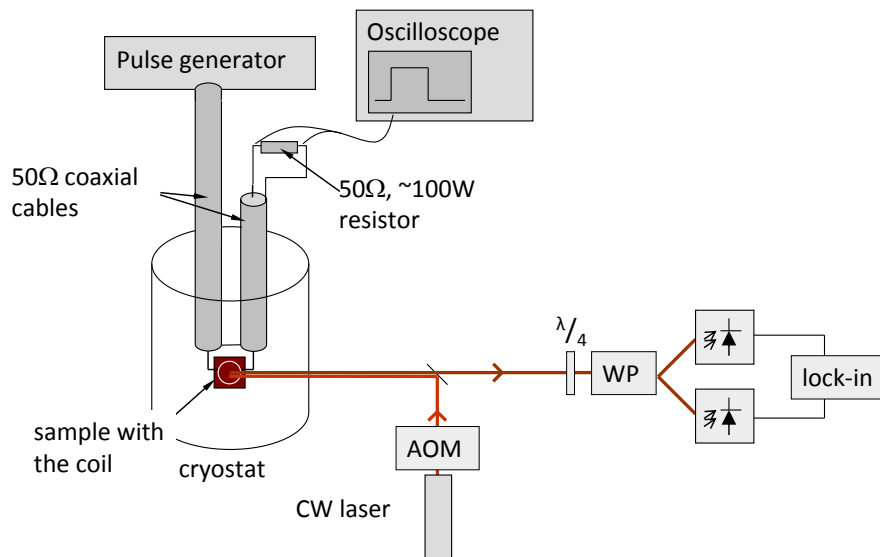 Oscilloscope
Pulse generator
50Ω coaxial
cables
50Ω, ~100W
resistor
λ/4
WP
lock-in
sample with
the coil
cryostat
AOM
CW laser